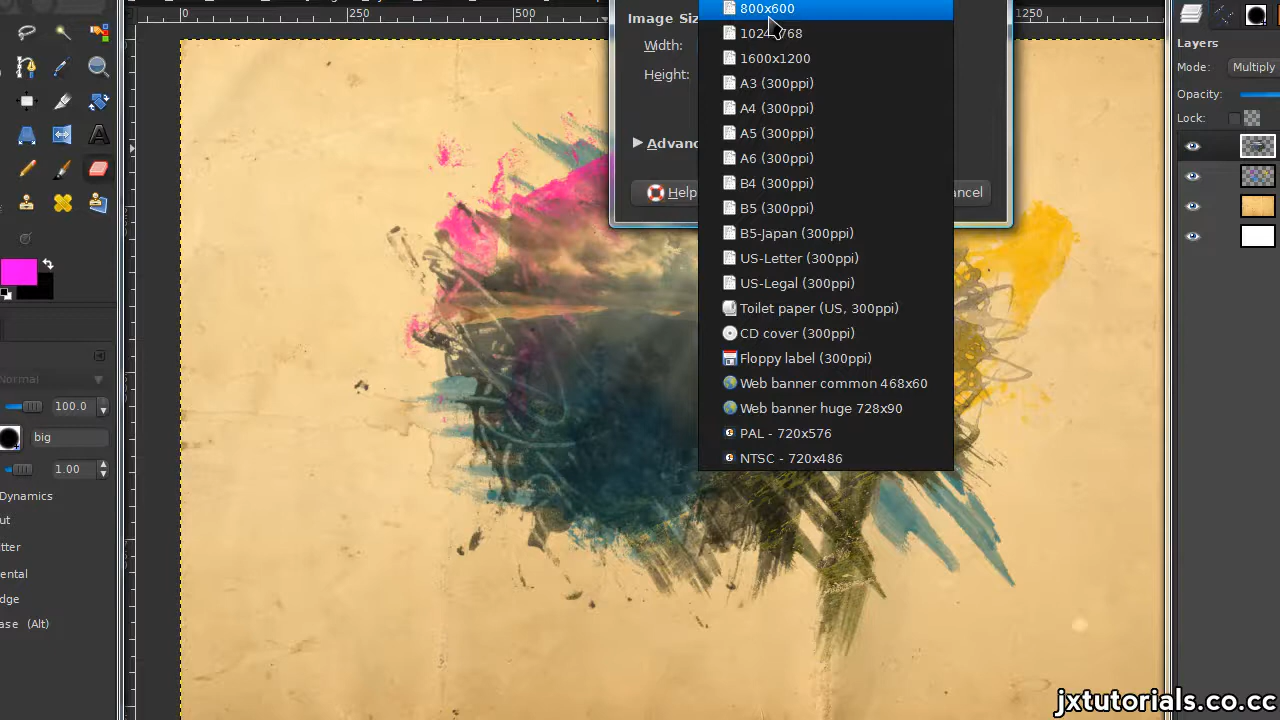 0
250
500
1250
Image Siz
Width:
Height:
Advanc
Help
ancel
800x600
1024x768
1600x1200
A3 (300ppi)
A4 (300ppi)
A5 (300ppi)
A6 (300ppi)
B4 (300ppi)
B5 (300ppi)
B5-Japan (300ppi)
US-Letter (300ppi)
US-Legal (300ppi)
Toilet paper (US, 300ppi)
CD cover (300ppi)
Floppy label (300ppi)
Web banner common 468x60
Web banner huge 728x90
PAL - 720x576
NTSC - 720x486
Layers
Mode: Multiply
Opacity:
Lock:
Normal
100.0
big
1.00
Dynamics
ut
tter
ental
dge
ase (Alt)
jxtutorials.co.cc